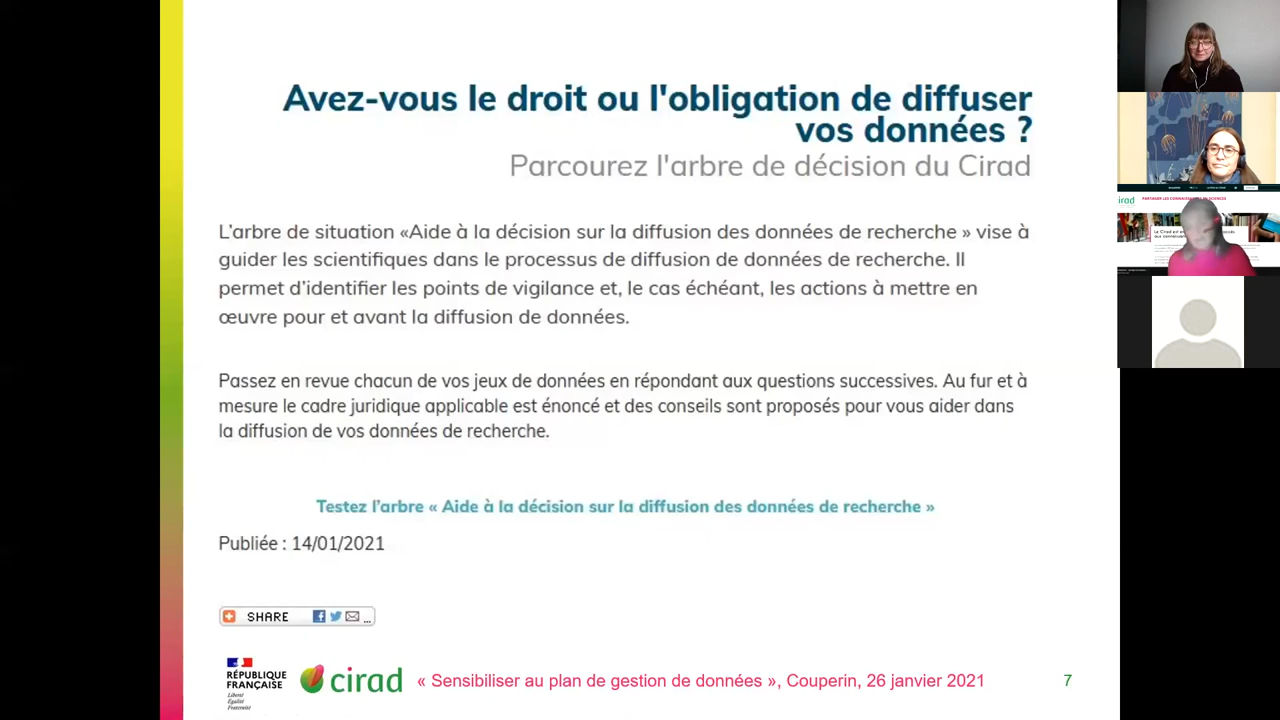 Avez-vous le droit ou l'obligation de diffuser
vos données ?
Parcourez l'arbre de décision du Cirad
L'arbre de situation «Aide à la décision sur la diffusion des données de recherche » vise à
guider les scientifiques dans le processus de diffusion de données de recherche. Il
permet d'identifier les points de vigilance et, le cas échéant, les actions à mettre en
œuvre pour et avant la diffusion de données.
Passez en revue chacun de vos jeux de données en répondant aux questions successives. Au fur et à
mesure le cadre juridique applicable est énoncé et des conseils sont proposés pour vous aider dans
la diffusion de vos données de recherche.
Testez l'arbre « Aide à la décision sur la diffusion des données de recherche »
Publiée : 14/01/2021
SHARE ...
RÉPUBLIQUE
FRANÇAISE
Liberté
Égalité
Fraternité
cirad
« Sensibiliser au plan de gestion de données », Couperin, 26 janvier 2021
7
cirad
PARTAGER LES CONNAISSANCES